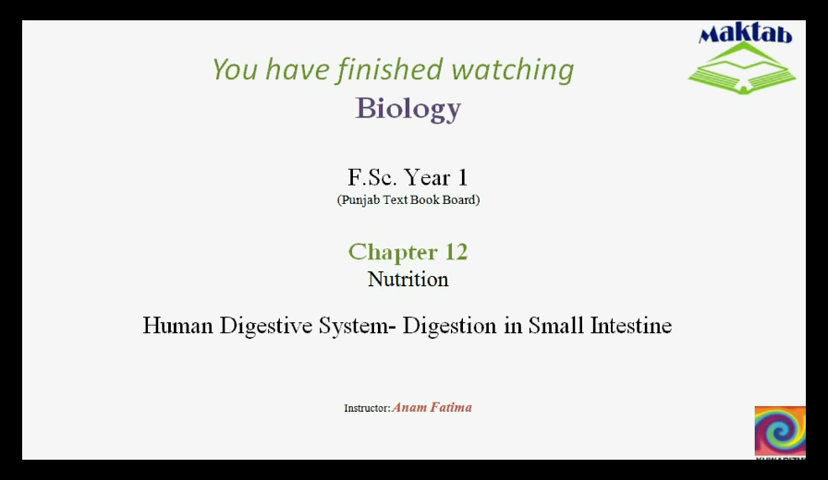 Maktab
You have finished watching
Biology
F.Sc. Year 1
(Punjab Text Book Board)
Chapter 12
Nutrition
Human Digestive System- Digestion in Small Intestine
Instructor: Anam Fatima